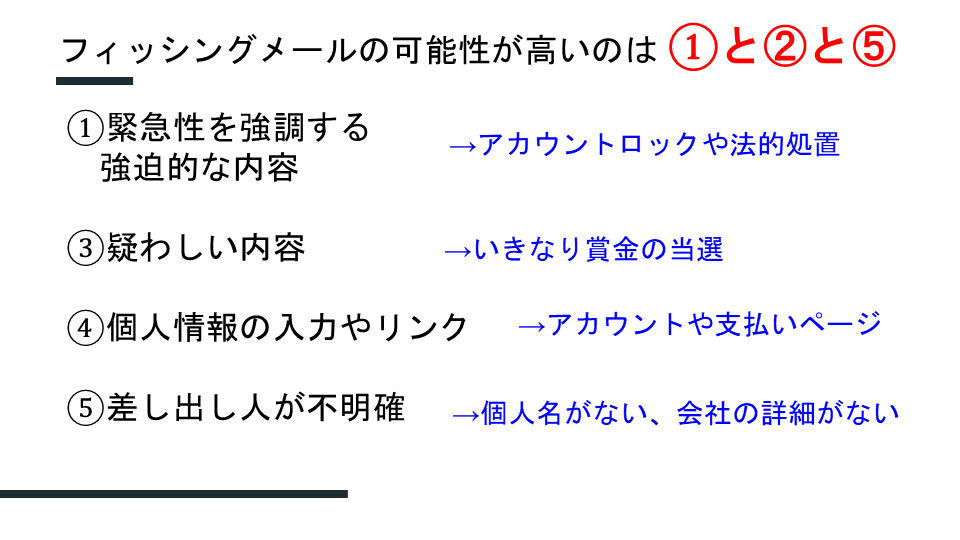 フィッシングメールの可能性が高いのは ①と②と⑤
①緊急性を強調する
強迫的な内容
→アカウントロックや法的処置
③疑わしい内容
→いきなり賞金の当選
④個人情報の入力やリンク
→アカウントや支払いページ
⑤差し出し人が不明確
→個人名がない、会社の詳細がない